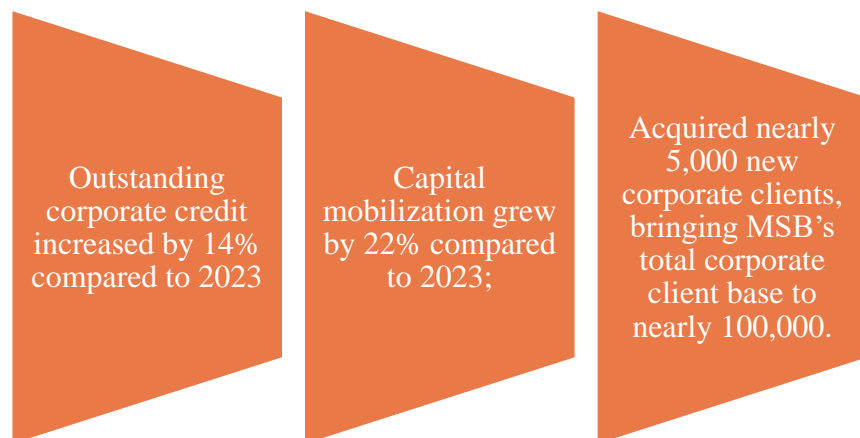 Outstanding
corporate credit
increased by 14%
compared to 2023
Capital
mobilization grew
by 22% compared
to 2023;
Acquired nearly
5,000 new
corporate clients,
bringing MSB’s
total corporate
client base to
nearly 100,000.